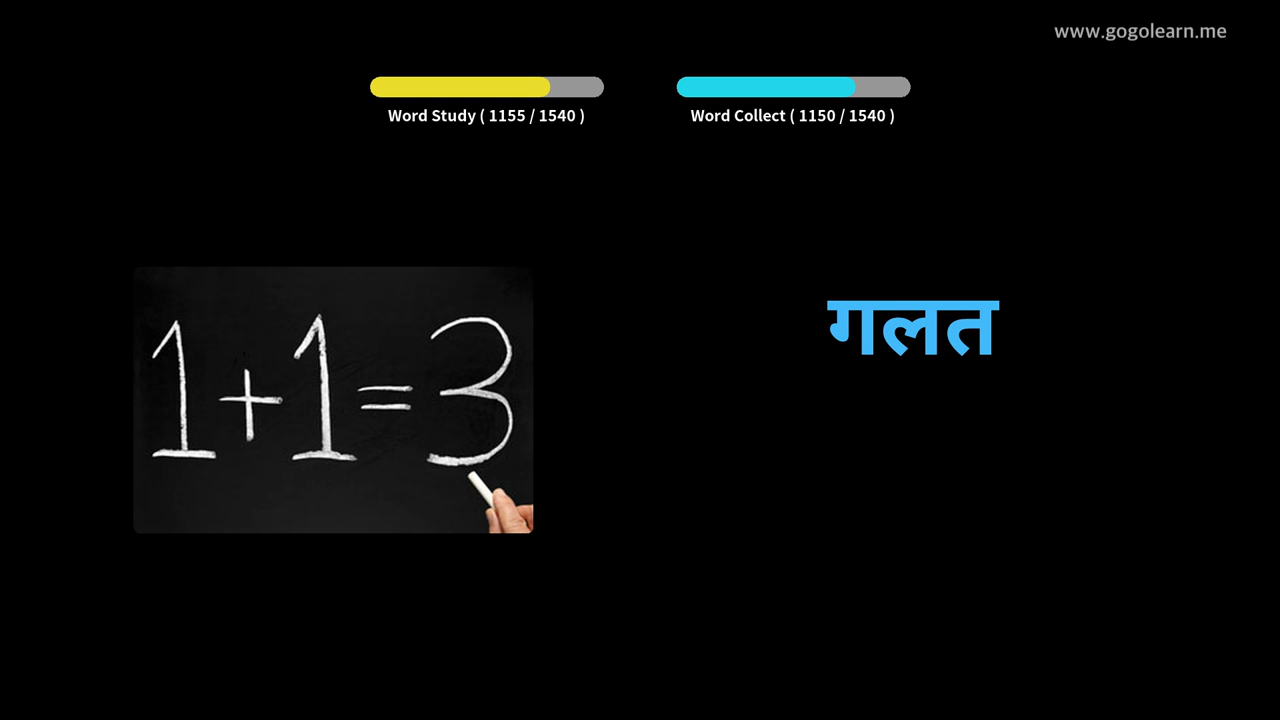 www.gogolearn.me
Word Study ( 1155 / 1540 )
Word Collect ( 1150 / 1540 )
1+1=3
गलत